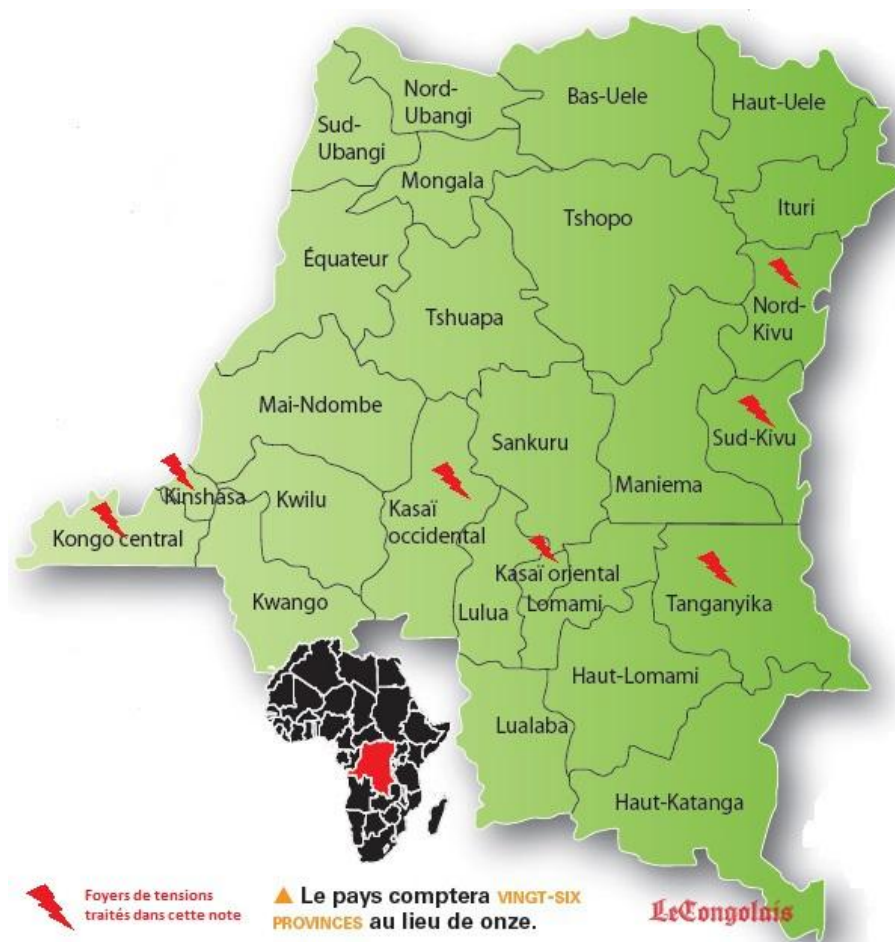 Nord-
Ubangi
Bas-Uele
Haut-Uele
Sud-
Ubangi
Mongala
Ituri
Tshopo
Équateur
Nord-
Kivu
Tshuapa
Mai-Ndombe
Sankuru
Sud-Kivu
Kinshasa
Kwilu
Maniema
Kasaï
occidental
Kongo central
Kasaï oriental
Kwango
Lulua
Lomami
Tanganyika
Haut-Lomami
Lualaba
Haut-Katanga
Foyers de tensions
traités dans cette note
▲ Le pays comptera VINGT-SIX
PROVINCES au lieu de onze.
LeCongolais